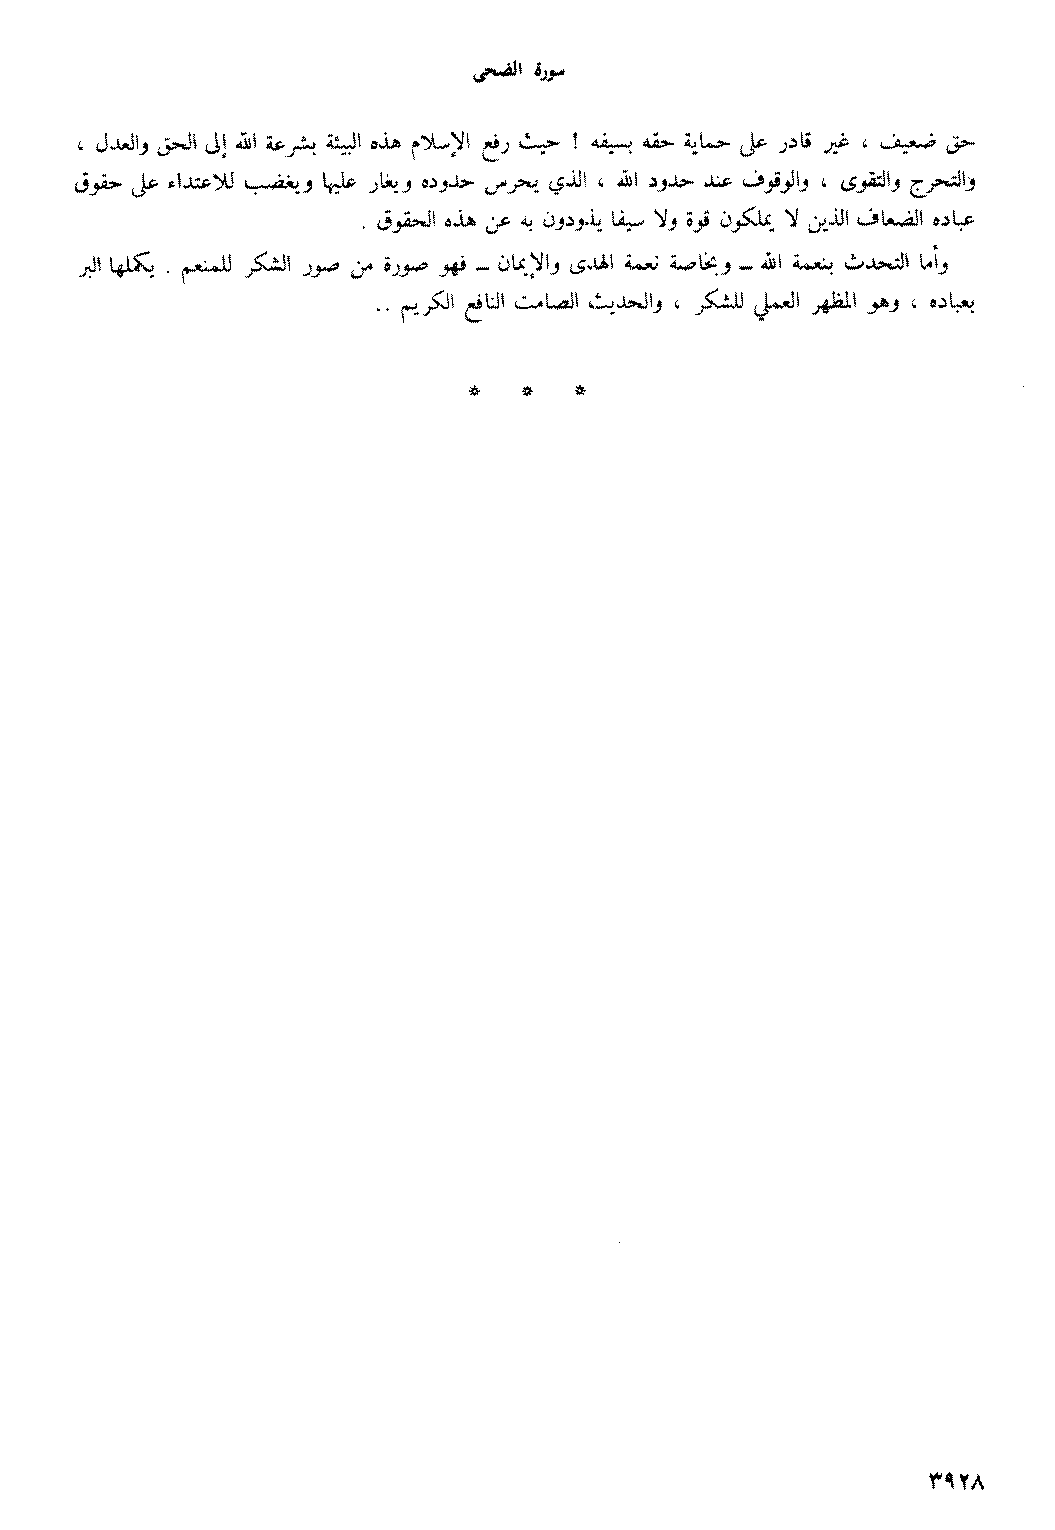 سورة الضحى
حق ضعيف ، غير قادر على حماية حقه بسيفه ! حيث رفع الإسلام هذه البيئة بشرعة الله إلى الحق والعدل ،
والتحرج والتقوى ، والوقوف عند حدود الله ، الذي يحرس حدوده ويغار عليها ويغضب للاعتداء على حقوق
عباده الضعاف الذين لا يملكون قوة ولا سيفا يذودون به عن هذه الحقوق .
وأما التحدث بنعمة الله ــ وبخاصة نعمة الهدى والإيمان ــ فهو صورة من صور الشكر للمنعم . يكملها البر
بعباده ، وهو المظهر العملي للشكر ، والحديث الصامت النافع الكريم ..
* * *
٣٩٢٨